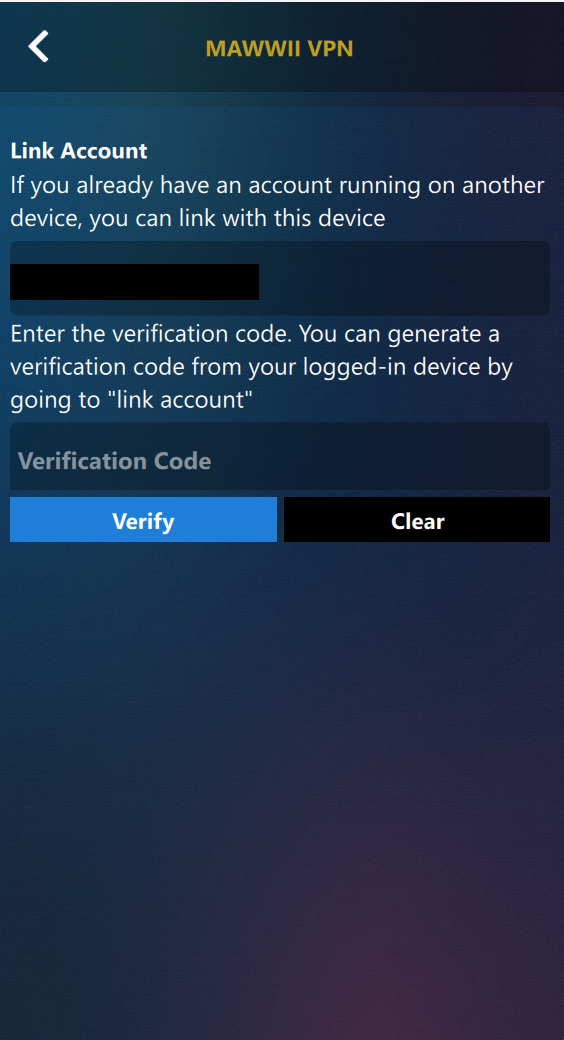 MAWWII VPN
Link Account
If you already have an account running on another
device, you can link with this device
Enter the verification code. You can generate a
verification code from your logged-in device by
going to "link account"
Verification Code
Verify
Clear